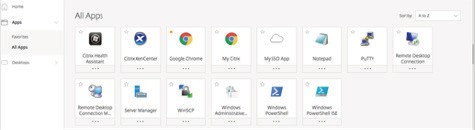 Home
Apps
Favorites
All Apps
Desktops
All Apps
Sort by:
A to Z
Citrix Health
Assistant
Citrix XenCenter
Google Chrome
My Citrix
MySSO App
Notepad
PuTTY
Remote Desktop
Connection
Remote Desktop
Connection M...
Server Manager
WinSCP
Windows
Administrative...
Windows
PowerShell
Windows
PowerShell ISE